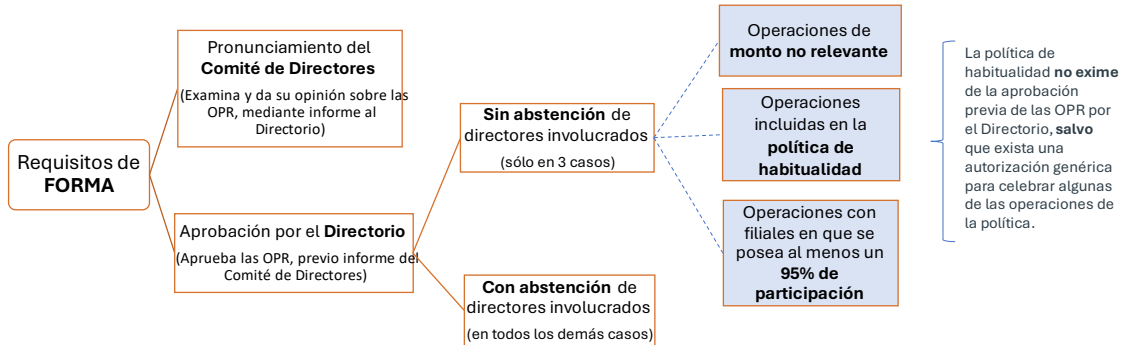 Requisitos de
FORMA
Pronunciamiento del
Comité de Directores
(Examina y da su opinión sobre las
OPR, mediante informe al
Directorio)
Aprobación por el Directorio
(Aprueba las OPR, previo informe del
Comité de Directores)
Sin abstención de
directores involucrados
(sólo en 3 casos)
Con abstención de
directores involucrados
(en todos los demás casos)
Operaciones de
monto no relevante
Operaciones
incluidas en la
política de
habitualidad
Operaciones con
filiales en que se
posea al menos un
95% de
participación
La política de
habitualidad no exime
de la aprobación
previa de las OPR por
el Directorio, salvo
que exista una
autorización genérica
para celebrar algunas
de las operaciones de
la política.